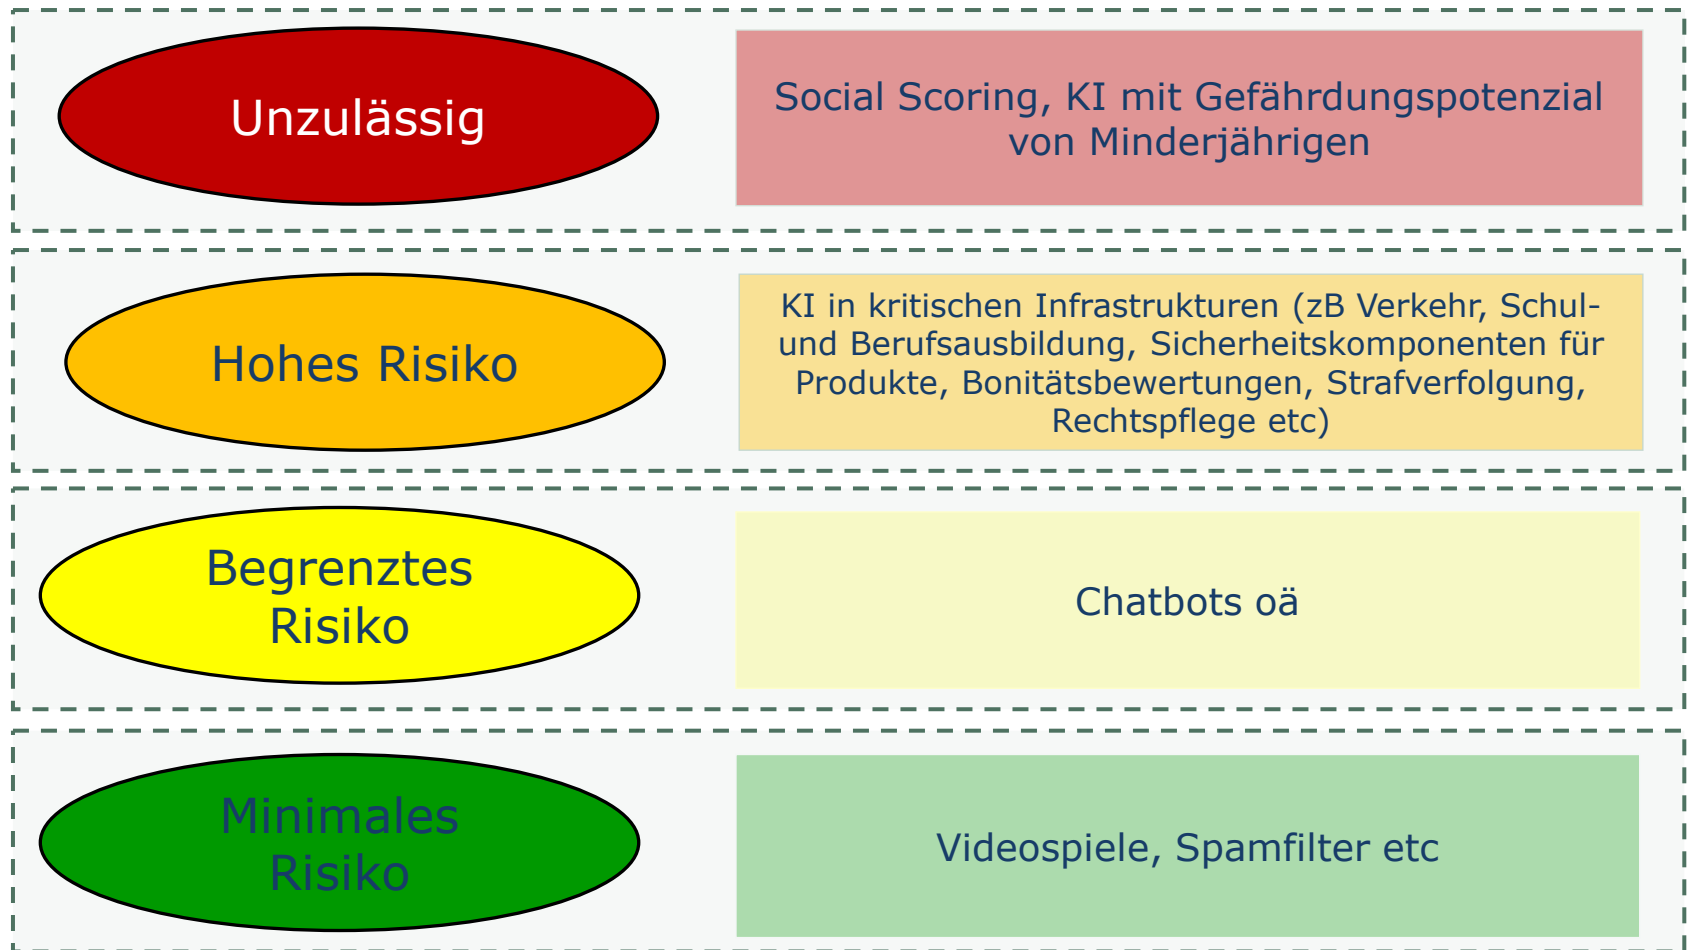 Unzulässig
Social Scoring, KI mit Gefährdungspotenzial
von Minderjährigen
Hohes Risiko
KI in kritischen Infrastrukturen (zB Verkehr, Schul-
und Berufsausbildung, Sicherheitskomponenten für
Produkte, Bonitätsbewertungen, Strafverfolgung,
Rechtspflege etc)
Begrenztes
Risiko
Chatbots oä
Minimales
Risiko
Videospiele, Spamfilter etc